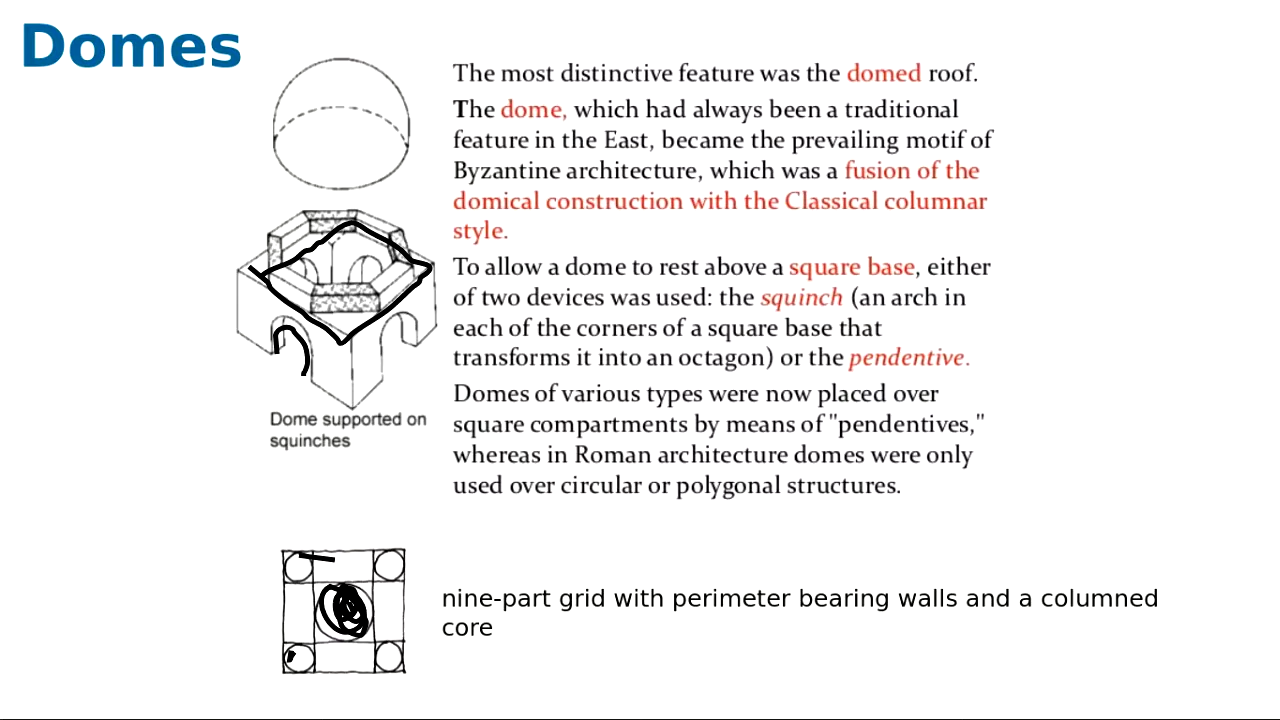 Domes
The most distinctive feature was the domed roof.
The dome, which had always been a traditional
feature in the East, became the prevailing motif of
Byzantine architecture, which was a fusion of the
domical construction with the Classical columnar
style.
To allow a dome to rest above a square base, either
of two devices was used: the squinch (an arch in
each of the corners of a square base that
transforms it into an octagon) or the pendentive.
Domes of various types were now placed over
square compartments by means of "pendentives,"
whereas in Roman architecture domes were only
used over circular or polygonal structures.
Dome supported on
squinches
nine-part grid with perimeter bearing walls and a columned
core